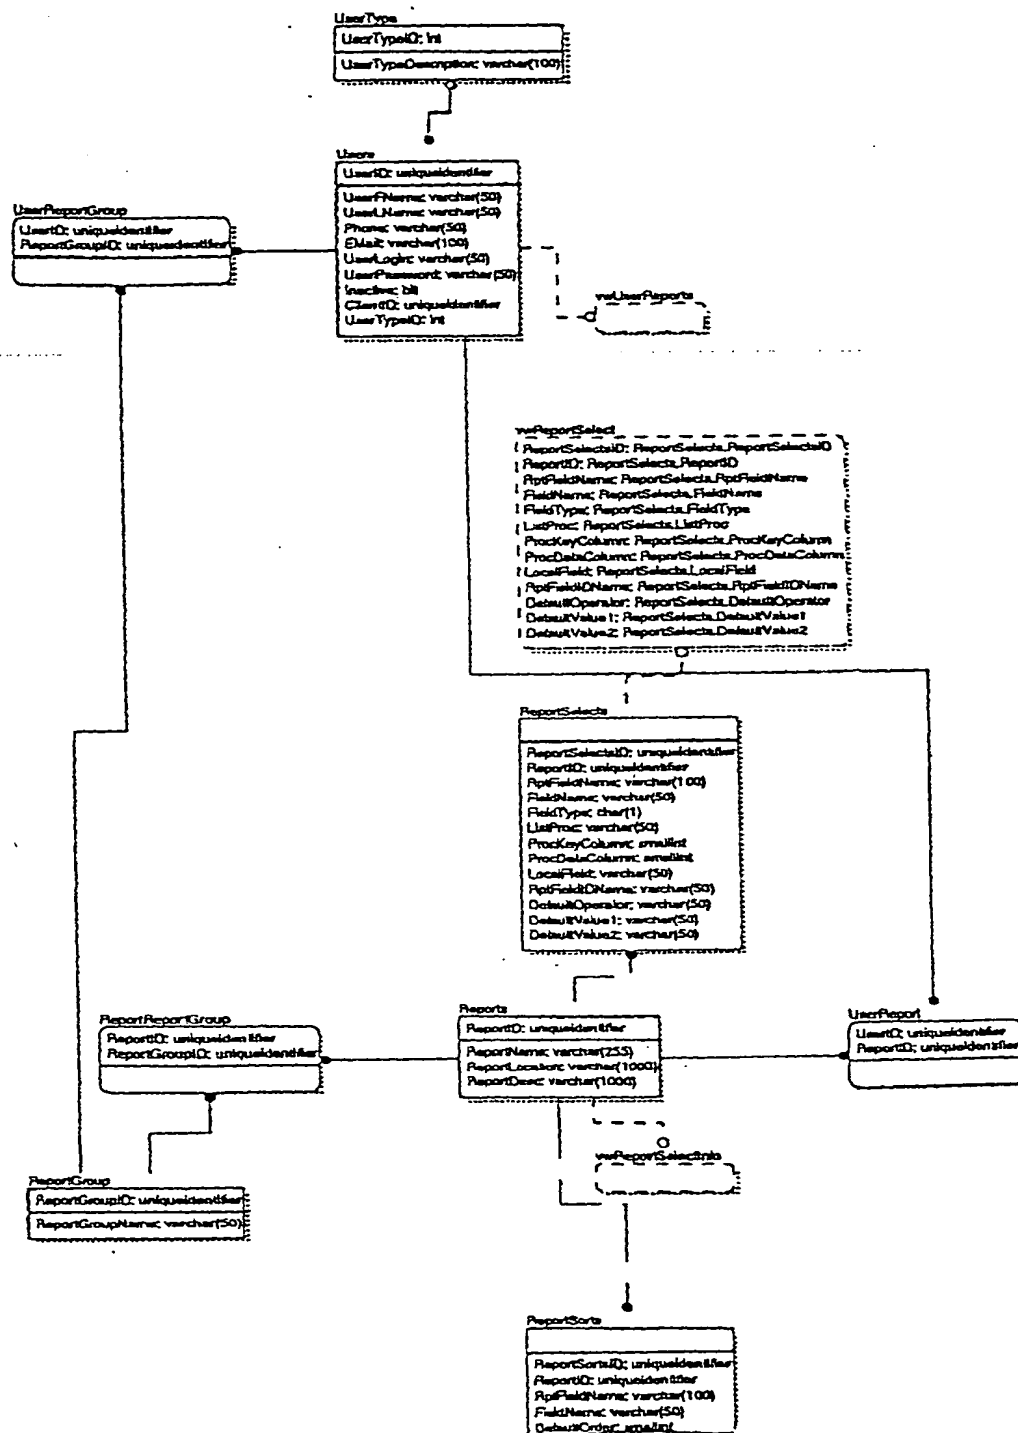 UserType
UserTypeID: int
UserTypeDescription: varchar(100)
Users
UserID: uniqueidentifier
UserFName: varchar(50)
UserLName: varchar(50)
Phone: varchar(50)
EMail: varchar(100)
UserLogin: varchar(50)
UserPassword: varchar(50)
Inactive: bit
ClientID: uniqueidentifier
UserTypeID: int
UserReportGroup
UserID: uniqueidentifier
ReportGroupID: uniqueidentifier
vwUserReports
vwReportSelect
ReportSelectsID: ReportSelects.ReportSelectsID
ReportID: ReportSelects.ReportID
RptFieldName: ReportSelects.RptFieldName
FieldName: ReportSelects.FieldName
FieldType: ReportSelects.FieldType
ListProc: ReportSelects.ListProc
ProcKeyColumn: ReportSelects.ProcKeyColumn
ProcDataColumn: ReportSelects.ProcDataColumn
LocalField: ReportSelects.LocalField
RptFieldIDName: ReportSelects.RptFieldIDName
DefaultOperator: ReportSelects.DefaultOperator
DefaultValue1: ReportSelects.DefaultValue1
DefaultValue2: ReportSelects.DefaultValue2
ReportSelects
ReportSelectsID: uniqueidentifier
ReportID: uniqueidentifier
RptFieldName: varchar(100)
FieldName: varchar(50)
FieldType: char(1)
ListProc: varchar(50)
ProcKeyColumn: smallint
ProcDataColumn: smallint
LocalField: varchar(50)
RptFieldIDName: varchar(50)
DefaultOperator: varchar(50)
DefaultValue1: varchar(50)
DefaultValue2: varchar(50)
Reports
ReportID: uniqueidentifier
ReportName: varchar(255)
ReportLocation: varchar(1000)
ReportDesc: varchar(1000)
ReportReportGroup
ReportID: uniqueidentifier
ReportGroupID: uniqueidentifier
UserReport
UserID: uniqueidentifier
ReportID: uniqueidentifier
vwReportSelectInfo
ReportGroup
ReportGroupID: uniqueidentifier
ReportGroupName: varchar(50)
ReportSorts
ReportSortsID: uniqueidentifier
ReportID: uniqueidentifier
RptFieldName: varchar(100)
FieldName: varchar(50)
DefaultOrder: smallint